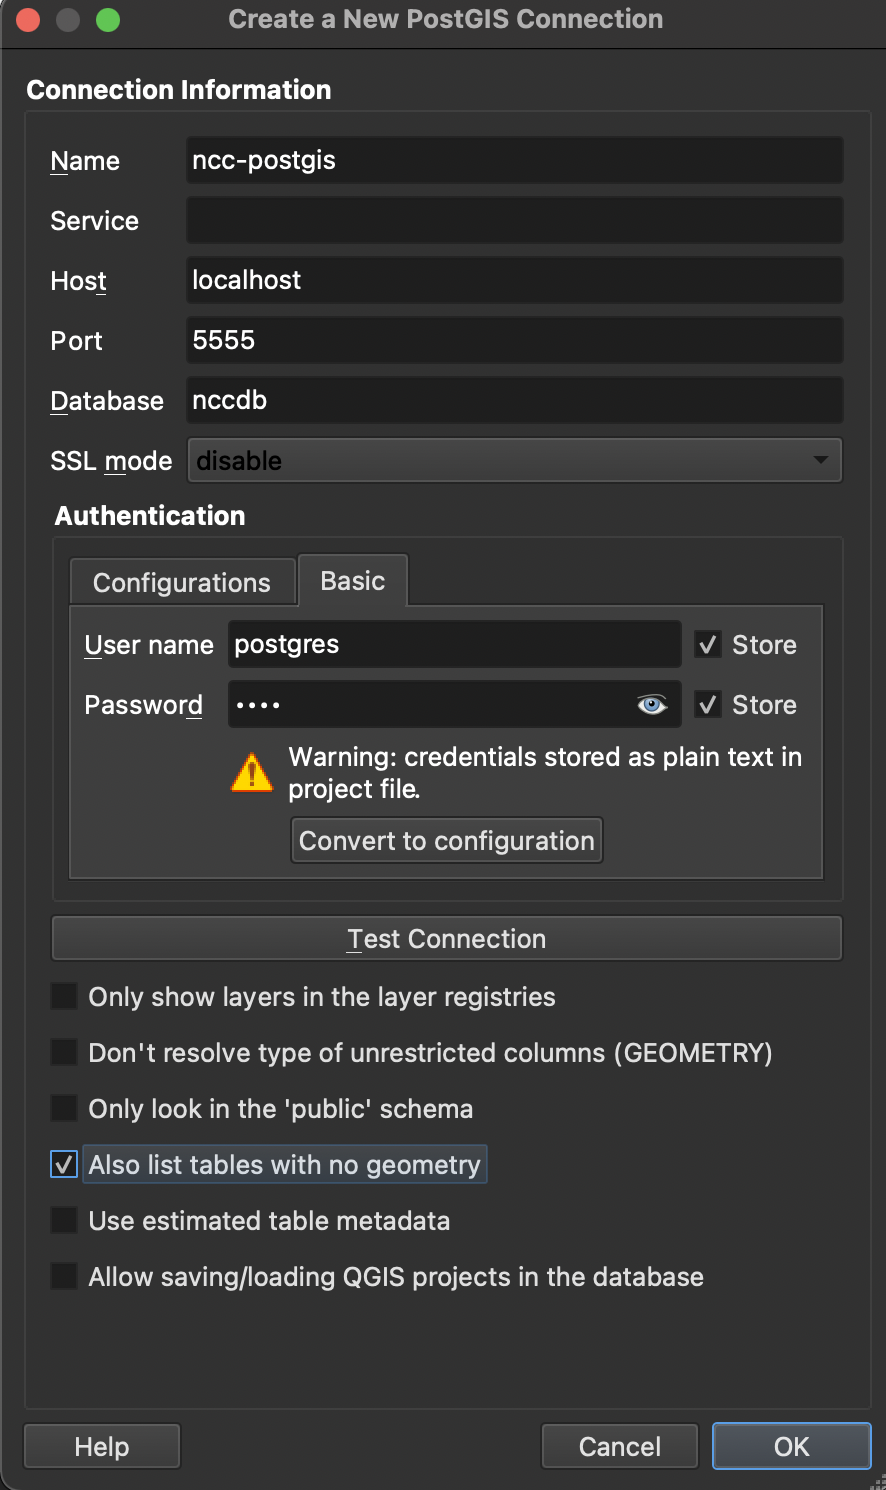 Create a New PostGIS Connection
Connection Information
Name ncc-postgis
Service
Host localhost
Port 5555
Database nccdb
SSL mode disable
Authentication
Configurations Basic
User name postgres Store
Password •••• Store
Warning: credentials stored as plain text in
project file.
Convert to configuration
Test Connection
Only show layers in the layer registries
Don't resolve type of unrestricted columns (GEOMETRY)
Only look in the 'public' schema
Also list tables with no geometry
Use estimated table metadata
Allow saving/loading QGIS projects in the database
Help Cancel OK